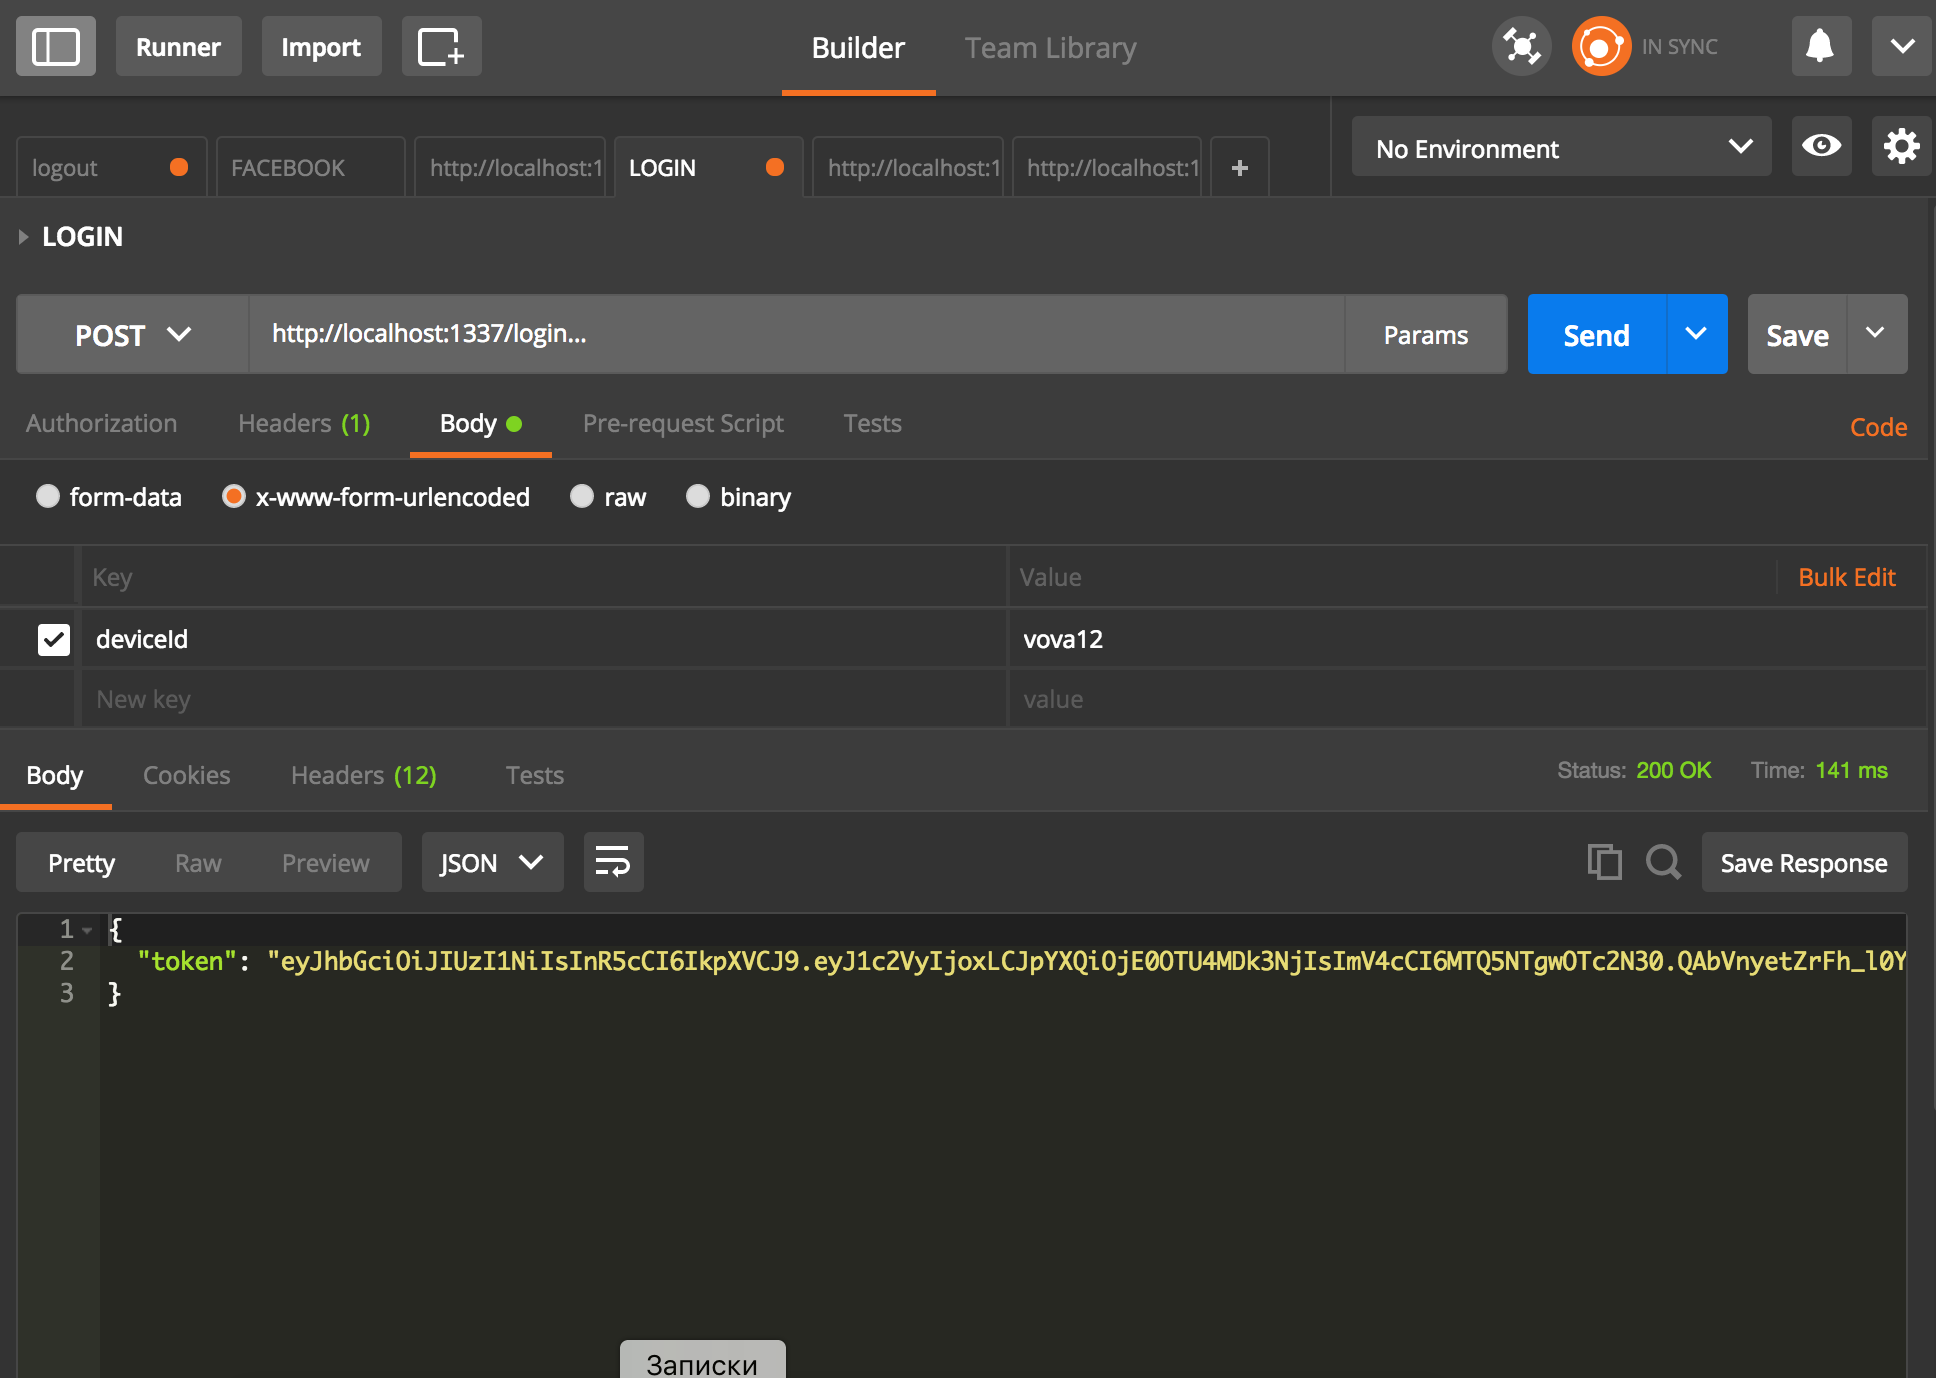 Runner Import Builder Team Library IN SYNC
logout FACEBOOK http://localhost:1 LOGIN http://localhost:1 http://localhost:1 + No Environment
LOGIN
POST http://localhost:1337/login... Params Send Save
Authorization Headers (1) Body Pre-request Script Tests Code
form-data x-www-form-urlencoded raw binary
Key Value Bulk Edit
deviceId vova12
New key value
Body Cookies Headers (12) Tests Status: 200 OK Time: 141 ms
Pretty Raw Preview JSON Save Response
1 {
2 "token": "eyJhbGciOiJIUzI1NiIsInR5cCI6IkpXVCJ9.eyJ1c2VyIjoxLCJpYXQiOjE0OTU4MDk3NjIsImV4cCI6MTQ5NTgwOTc2N30.QAbVnyetZrFh_l0Y
3 }
Записки